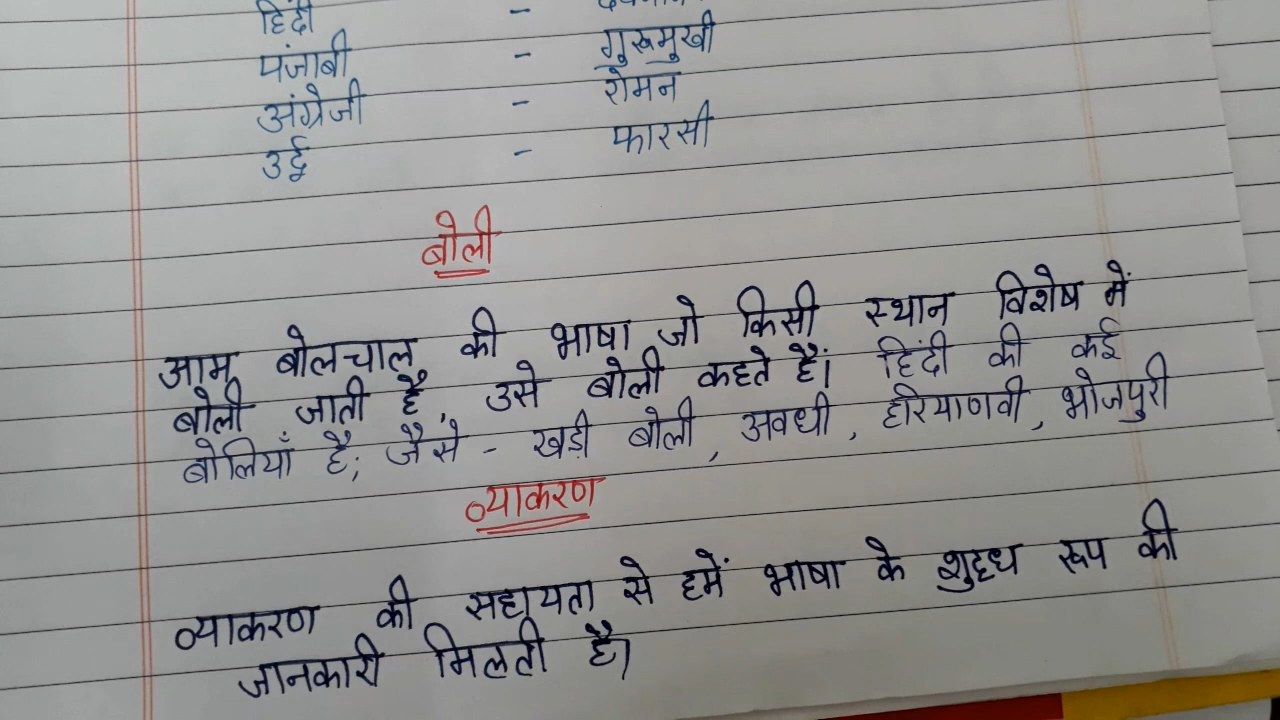 हिंदी -
पंजाबी - गुरूमुखी
अंग्रेजी - रोमन
उर्दू - फारसी
बोली
आम बोलचाल की भाषा जो किसी स्थान विशेष में
बोली जाती है, उसे बोली कहते हैं। हिंदी की कई
बोलियाँ है; जैसे - खड़ी बोली, अवधी, हरियाणवी, भोजपुरी
व्याकरण
व्याकरण की सहायता से हमें भाषा के शुद्ध रूप की
जानकारी मिलती है।